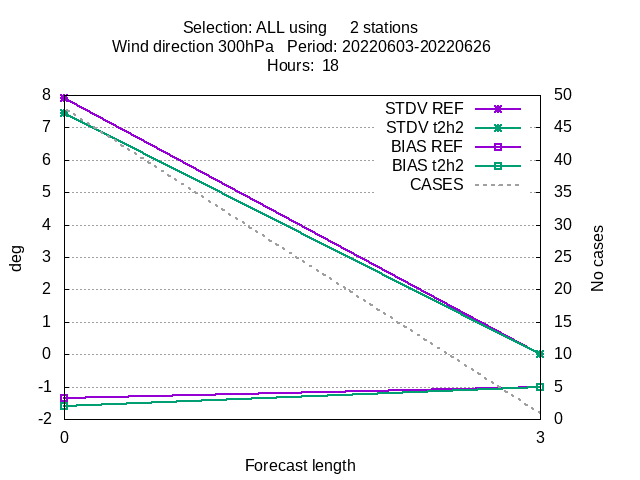 Selection: ALL using 2 stations
Wind direction 300hPa Period: 20220603-20220626
Hours: 18
STDV REF
STDV t2h2
BIAS REF
BIAS t2h2
CASES
8
7
6
5
4
3
2
1
0
-1
-2
50
45
40
35
30
25
20
15
10
5
0
deg
No cases
0
3
Forecast length